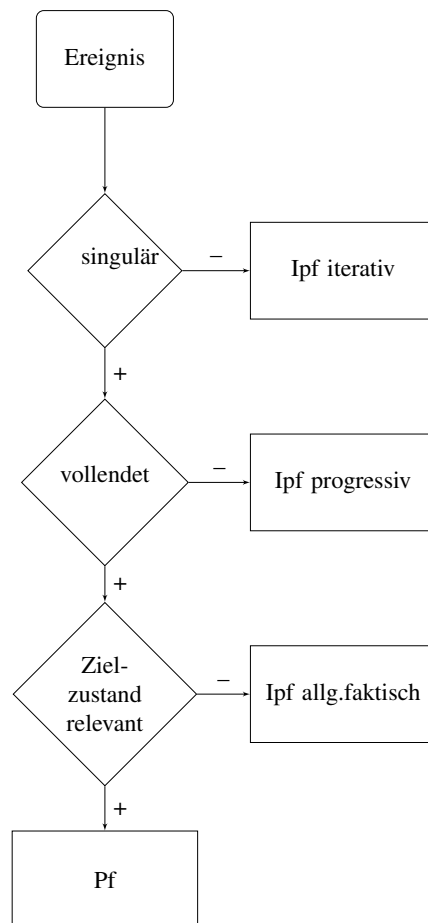 Ereignis
singulär
–
Ipf iterativ
+
vollendet
–
Ipf progressiv
+
Ziel-
zustand
relevant
–
Ipf allg.faktisch
+
Pf